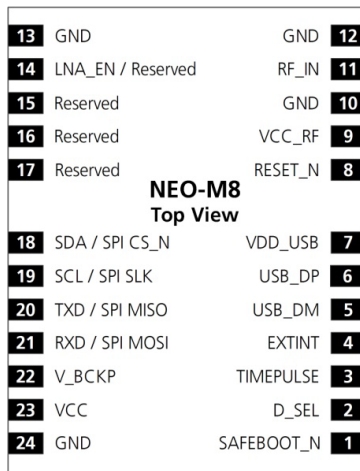 13 GND GND 12
14 LNA_EN / Reserved RF_IN 11
15 Reserved GND 10
16 Reserved VCC_RF 9
17 Reserved RESET_N 8
NEO-M8
Top View
18 SDA / SPI CS_N VDD_USB 7
19 SCL / SPI SLK USB_DP 6
20 TXD / SPI MISO USB_DM 5
21 RXD / SPI MOSI EXTINT 4
22 V_BCKP TIMEPULSE 3
23 VCC D_SEL 2
24 GND SAFEBOOT_N 1